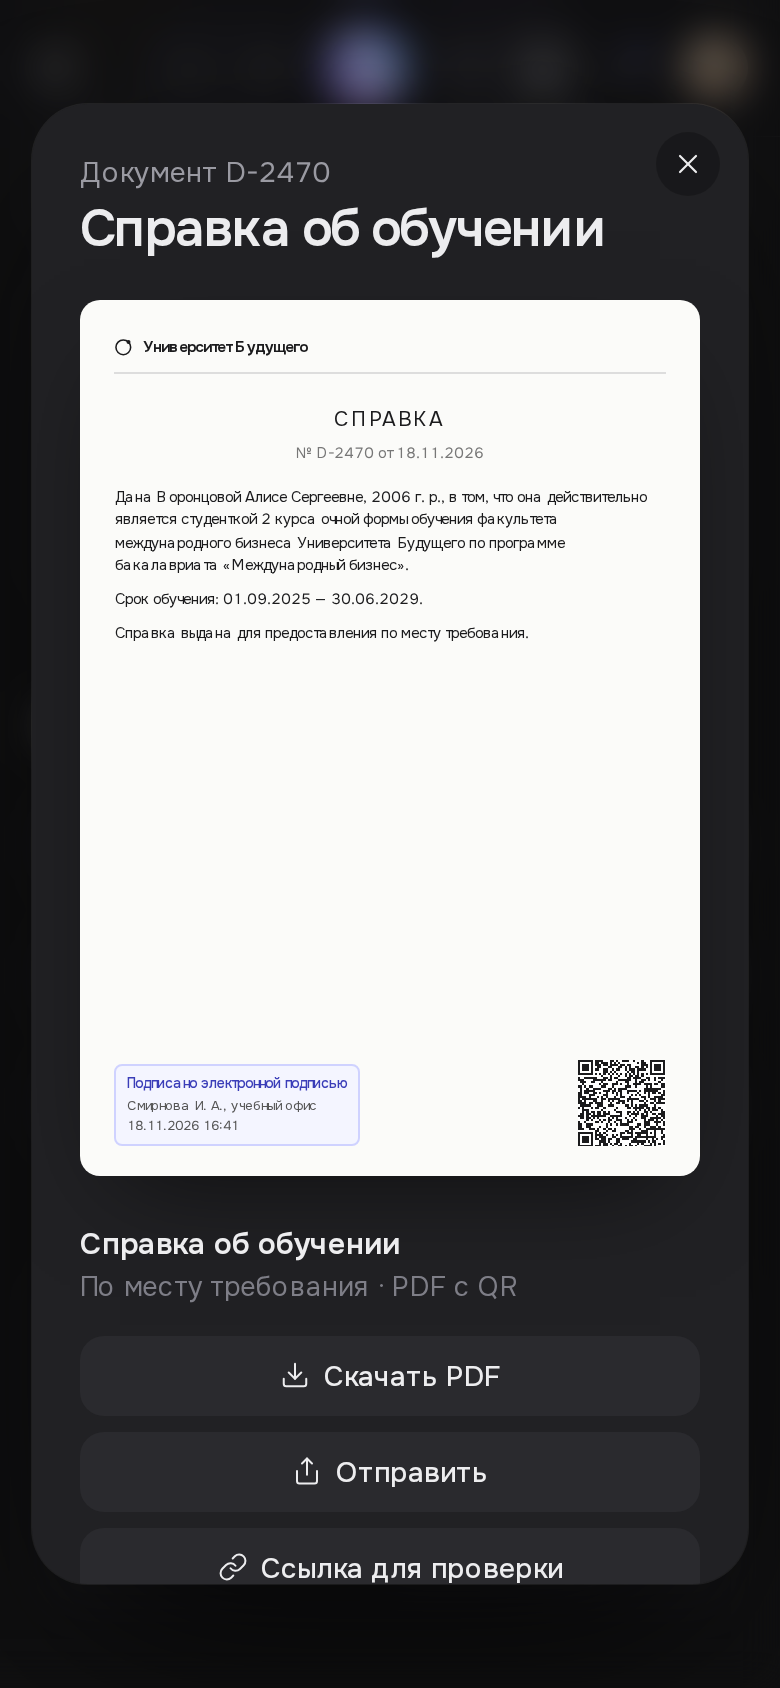 Документ D-2470
Справка об обучении
Университет Будущего
СПРАВКА
№ D-2470 от 18.11.2026
Дана Воронцовой Алисе Сергеевне, 2006 г. р., в том, что она действительно
является студенткой 2 курса очной формы обучения факультета
международного бизнеса Университета Будущего по программе
бакалавриата «Международный бизнес».
Срок обучения: 01.09.2025 — 30.06.2029.
Справка выдана для предоставления по месту требования.
Подписано электронной подписью
Смирнова И. А., учебный офис
18.11.2026 16:41
Справка об обучении
По месту требования · PDF с QR
Скачать PDF
Отправить
Ссылка для проверки